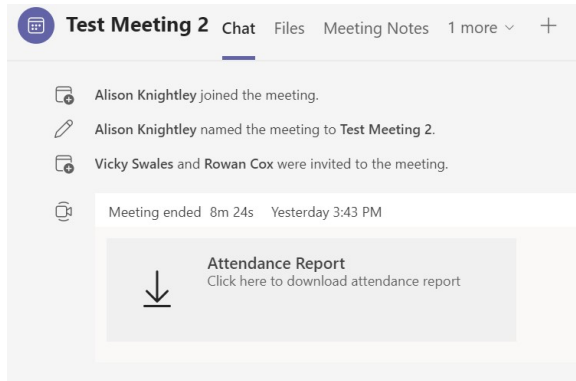 Test Meeting 2 Chat Files Meeting Notes 1 more
Alison Knightley joined the meeting.
Alison Knightley named the meeting to Test Meeting 2.
Vicky Swales and Rowan Cox were invited to the meeting.
Meeting ended 8m 24s Yesterday 3:43 PM
Attendance Report
Click here to download attendance report